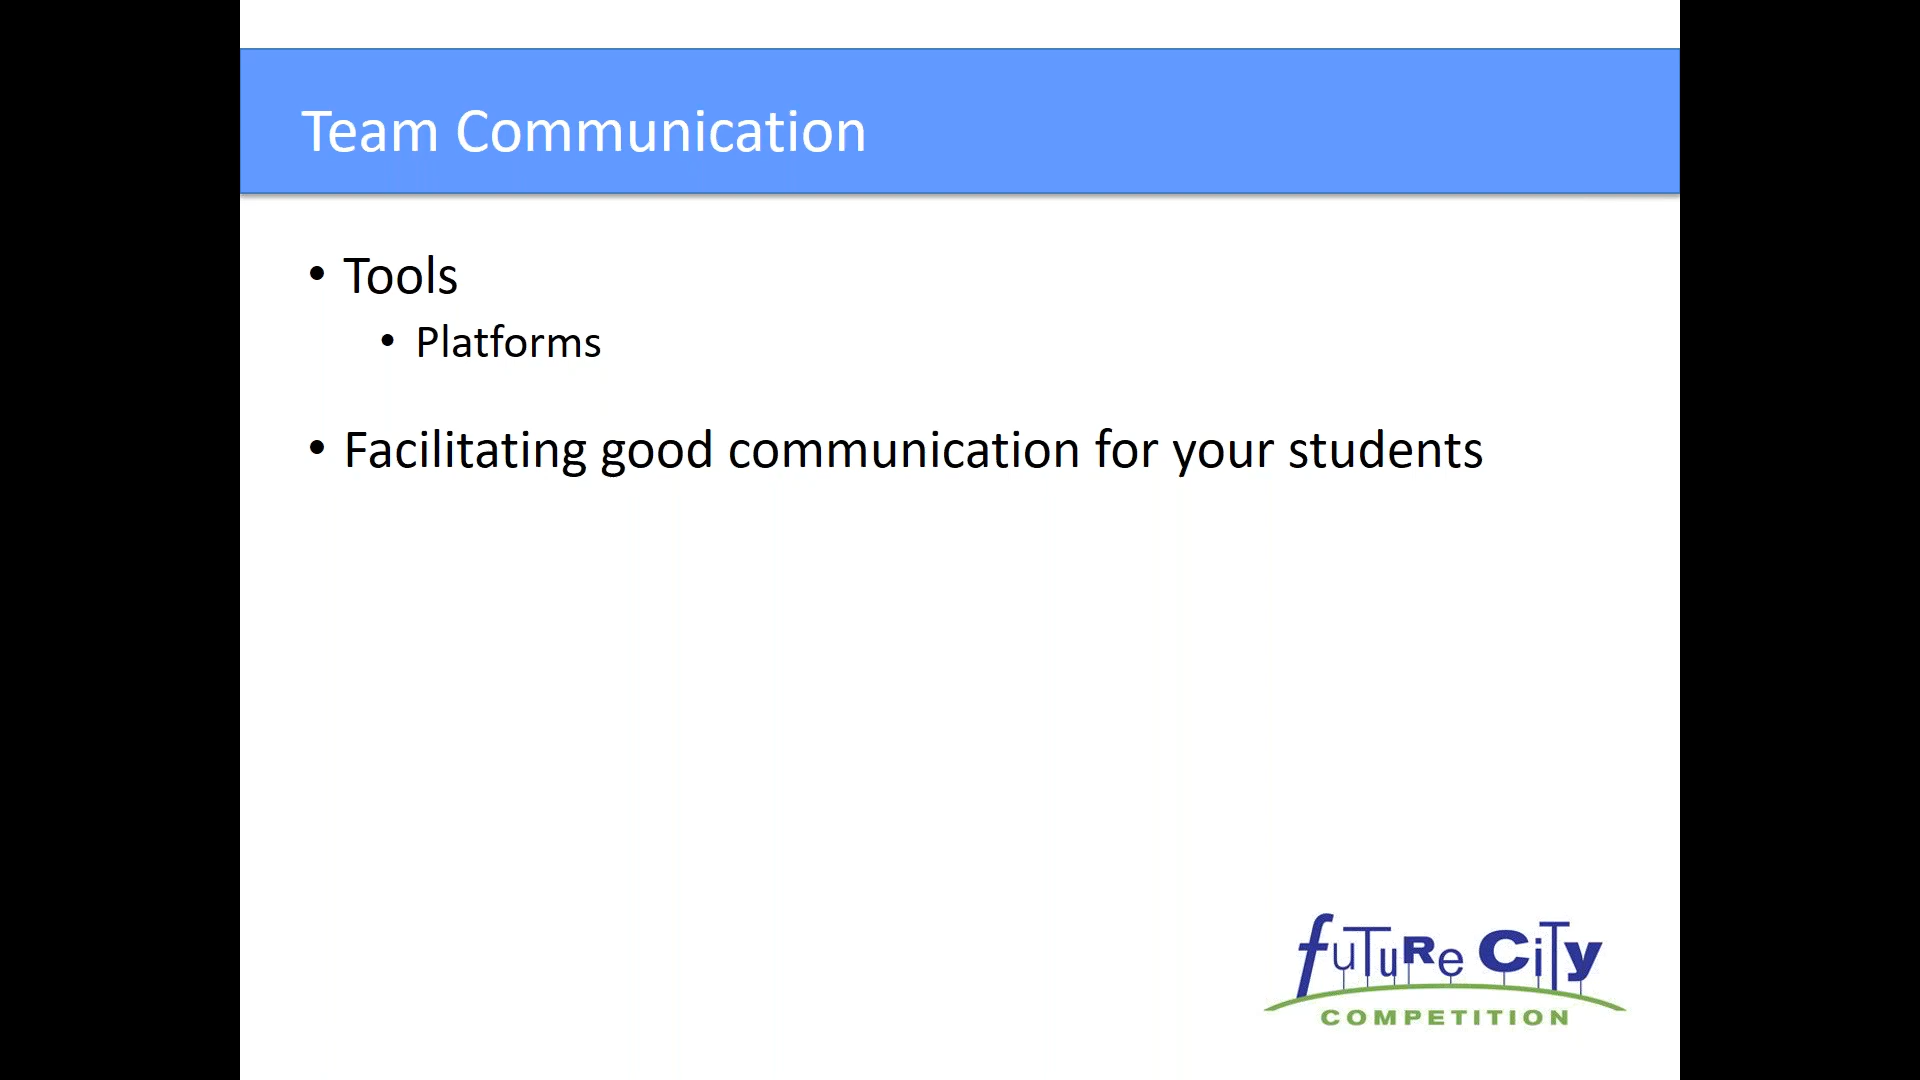 Team Communication
• Tools
• Platforms
• Facilitating good communication for your students
fuTuRe CiTy
COMPETITION